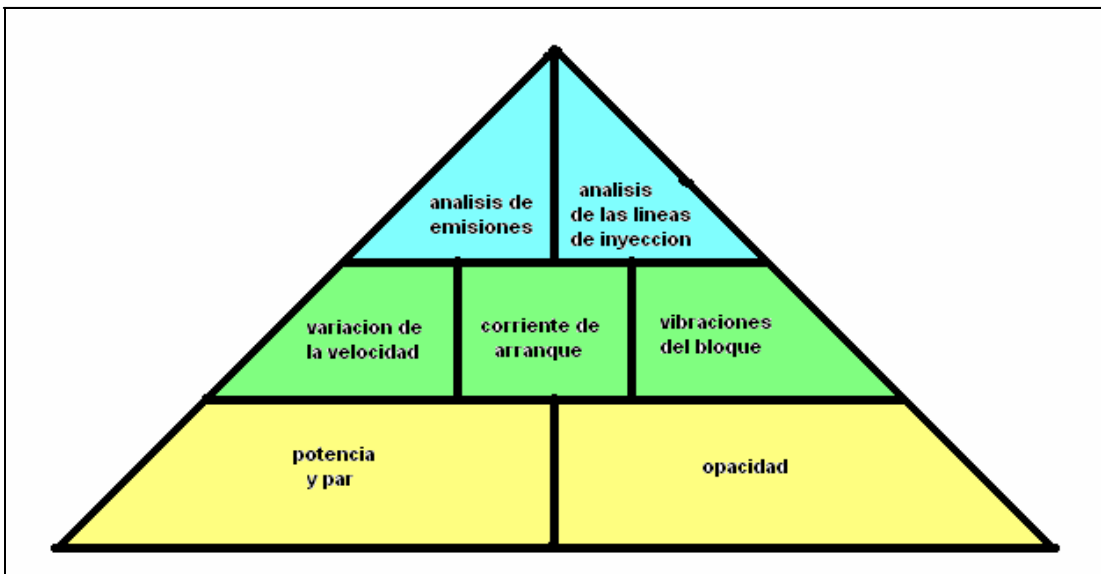 analisis de
emisiones
analisis
de las lineas
de inyeccion
variacion de
la velocidad
corriente de
arranque
vibraciones
del bloque
potencia
y par
opacidad